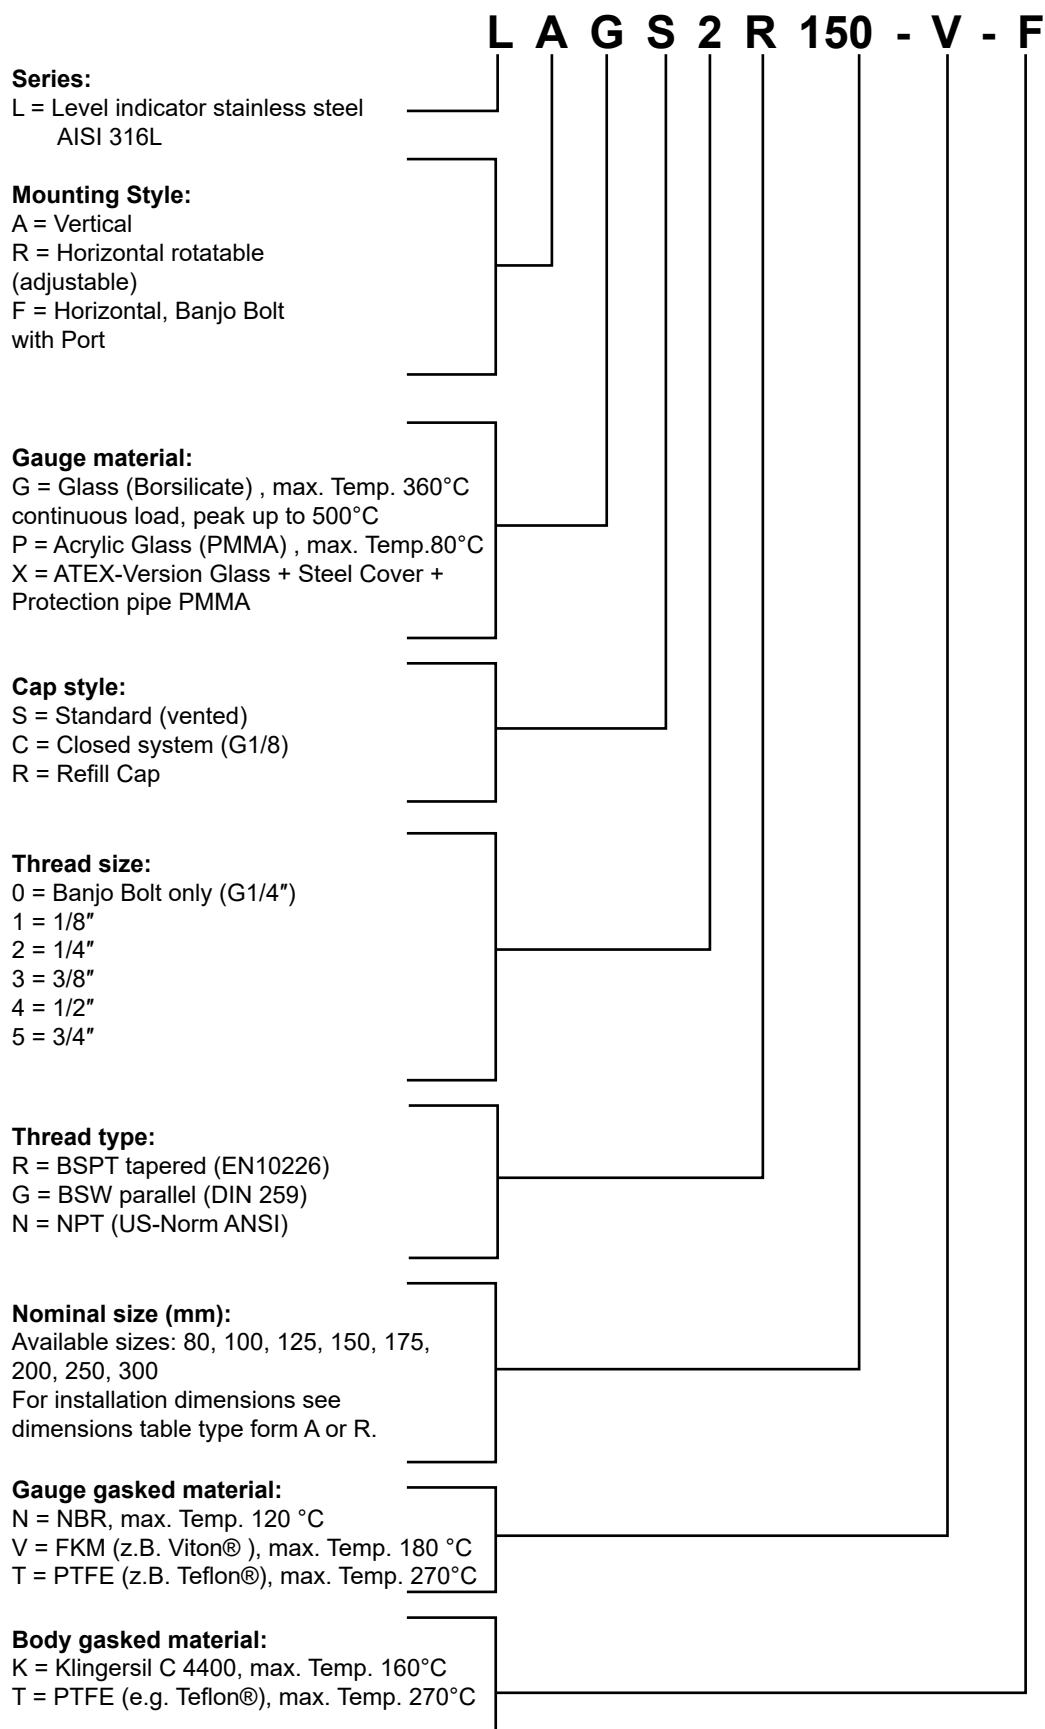 L A G S 2 R 150 - V - F
Series:
L = Level indicator stainless steel
AISI 316L
Mounting Style:
A = Vertical
R = Horizontal rotatable
(adjustable)
F = Horizontal, Banjo Bolt
with Port
Gauge material:
G = Glass (Borsilicate) , max. Temp. 360°C
continuous load, peak up to 500°C
P = Acrylic Glass (PMMA) , max. Temp.80°C
X = ATEX-Version Glass + Steel Cover +
Protection pipe PMMA
Cap style:
S = Standard (vented)
C = Closed system (G1/8)
R = Refill Cap
Thread size:
0 = Banjo Bolt only (G1/4″)
1 = 1/8″
2 = 1/4″
3 = 3/8″
4 = 1/2″
5 = 3/4″
Thread type:
R = BSPT tapered (EN10226)
G = BSW parallel (DIN 259)
N = NPT (US-Norm ANSI)
Nominal size (mm):
Available sizes: 80, 100, 125, 150, 175,
200, 250, 300
For installation dimensions see
dimensions table type form A or R.
Gauge gasked material:
N = NBR, max. Temp. 120 °C
V = FKM (z.B. Viton® ), max. Temp. 180 °C
T = PTFE (z.B. Teflon®), max. Temp. 270°C
Body gasked material:
K = Klingersil C 4400, max. Temp. 160°C
T = PTFE (e.g. Teflon®), max. Temp. 270°C